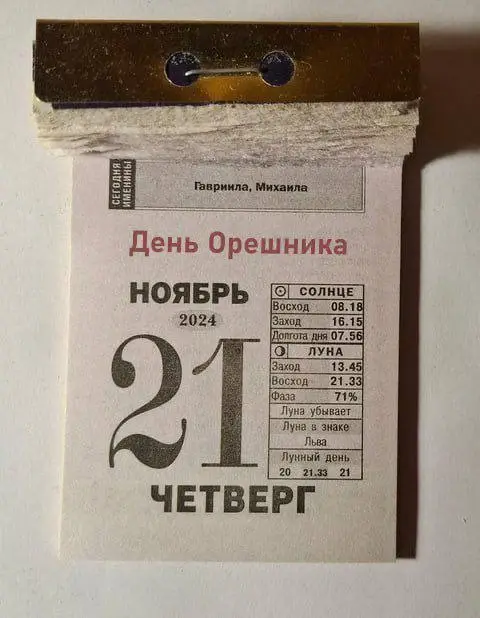 СЕГОДНЯ
ИМЕНИНЫ
Гавриила, Михаила
День Орешника
НОЯБРЬ
2024
21
ЧЕТВЕРГ
СОЛНЦЕ
Восход 08.18
Заход 16.15
Долгота дня 07.56
ЛУНА
Заход 13.45
Восход 21.33
Фаза 71%
Луна убывает
Луна в знаке
Льва
Лунный день
20 21.33 21